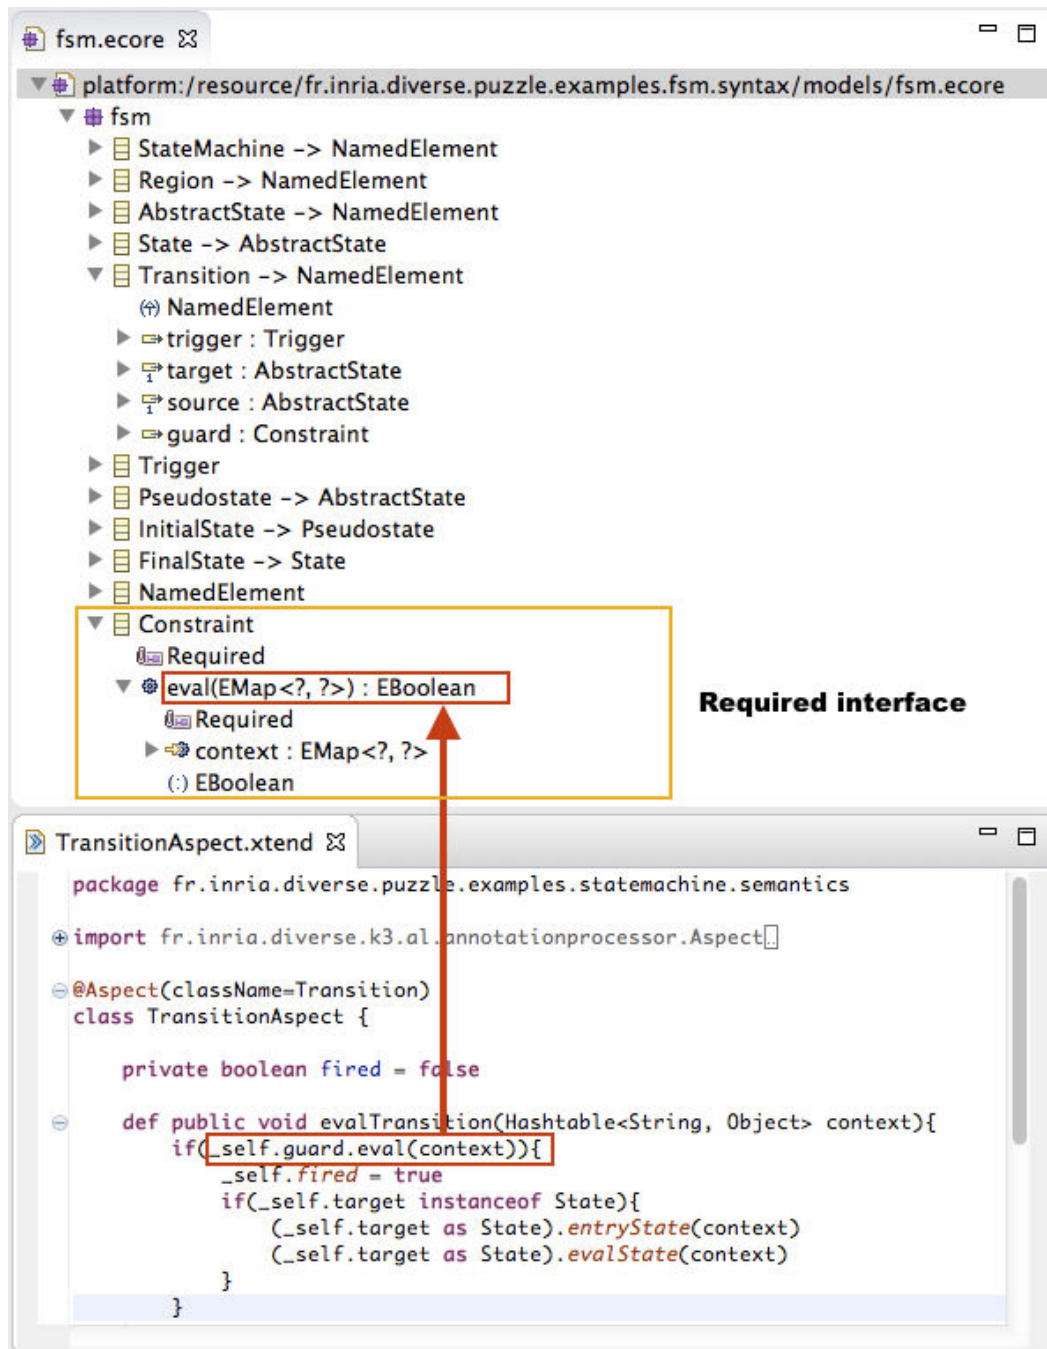 fsm.ecore
platform:/resource/fr.inria.diverse.puzzle.examples.fsm.syntax/models/fsm.ecore
fsm
StateMachine -> NamedElement
Region -> NamedElement
AbstractState -> NamedElement
State -> AbstractState
Transition -> NamedElement
NamedElement
trigger : Trigger
target : AbstractState
source : AbstractState
guard : Constraint
Trigger
Pseudostate -> AbstractState
InitialState -> Pseudostate
FinalState -> State
NamedElement
Constraint
Required
eval(EMap<?, ?>) : EBoolean
Required interface
Required
context : EMap<?, ?>
EBoolean
TransitionAspect.xtend
package fr.inria.diverse.puzzle.examples.statemachine.semantics
import fr.inria.diverse.k3.al.annotationprocessor.Aspect
@Aspect(className=Transition)
class TransitionAspect {
private boolean fired = false
def public void evalTransition(Hashtable<String, Object> context){
if(_self.guard.eval(context)){
_self.fired = true
if(_self.target instanceof State){
(_self.target as State).entryState(context)
(_self.target as State).evalState(context)
}
}